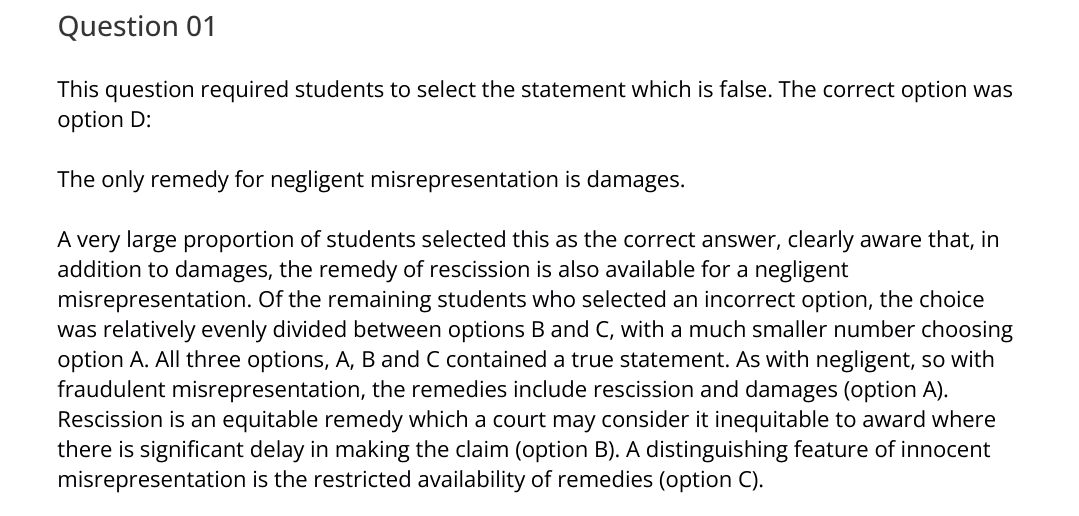 Question 01
This question required students to select the statement which is false. The correct option was
option D:
The only remedy for negligent misrepresentation is damages.
A very large proportion of students selected this as the correct answer, clearly aware that, in
addition to damages, the remedy of rescission is also available for a negligent
misrepresentation. Of the remaining students who selected an incorrect option, the choice
was relatively evenly divided between options B and C, with a much smaller number choosing
option A. All three options, A, B and C contained a true statement. As with negligent, so with
fraudulent misrepresentation, the remedies include rescission and damages (option A).
Rescission is an equitable remedy which a court may consider it inequitable to award where
there is significant delay in making the claim (option B). A distinguishing feature of innocent
misrepresentation is the restricted availability of remedies (option C).